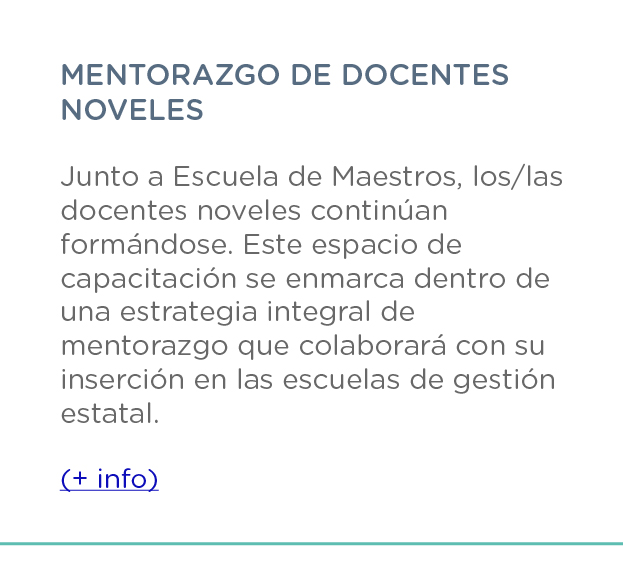 MENTORAZGO DE DOCENTES
NOVELES
Junto a Escuela de Maestros, los/las
docentes noveles continúan
formándose. Este espacio de
capacitación se enmarca dentro de
una estrategia integral de
mentorazgo que colaborará con su
inserción en las escuelas de gestión
estatal.
(+ info)